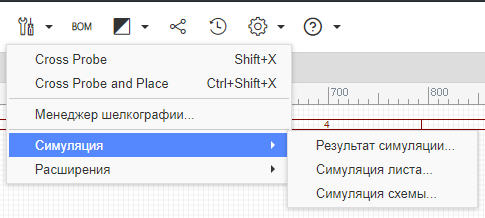 BOM
Cross Probe Shift+X
Cross Probe and Place Ctrl+Shift+X
Менеджер шелкографии...
Симуляция
Расширения
700 800
4
Результат симуляции...
Симуляция листа...
Симуляция схемы...